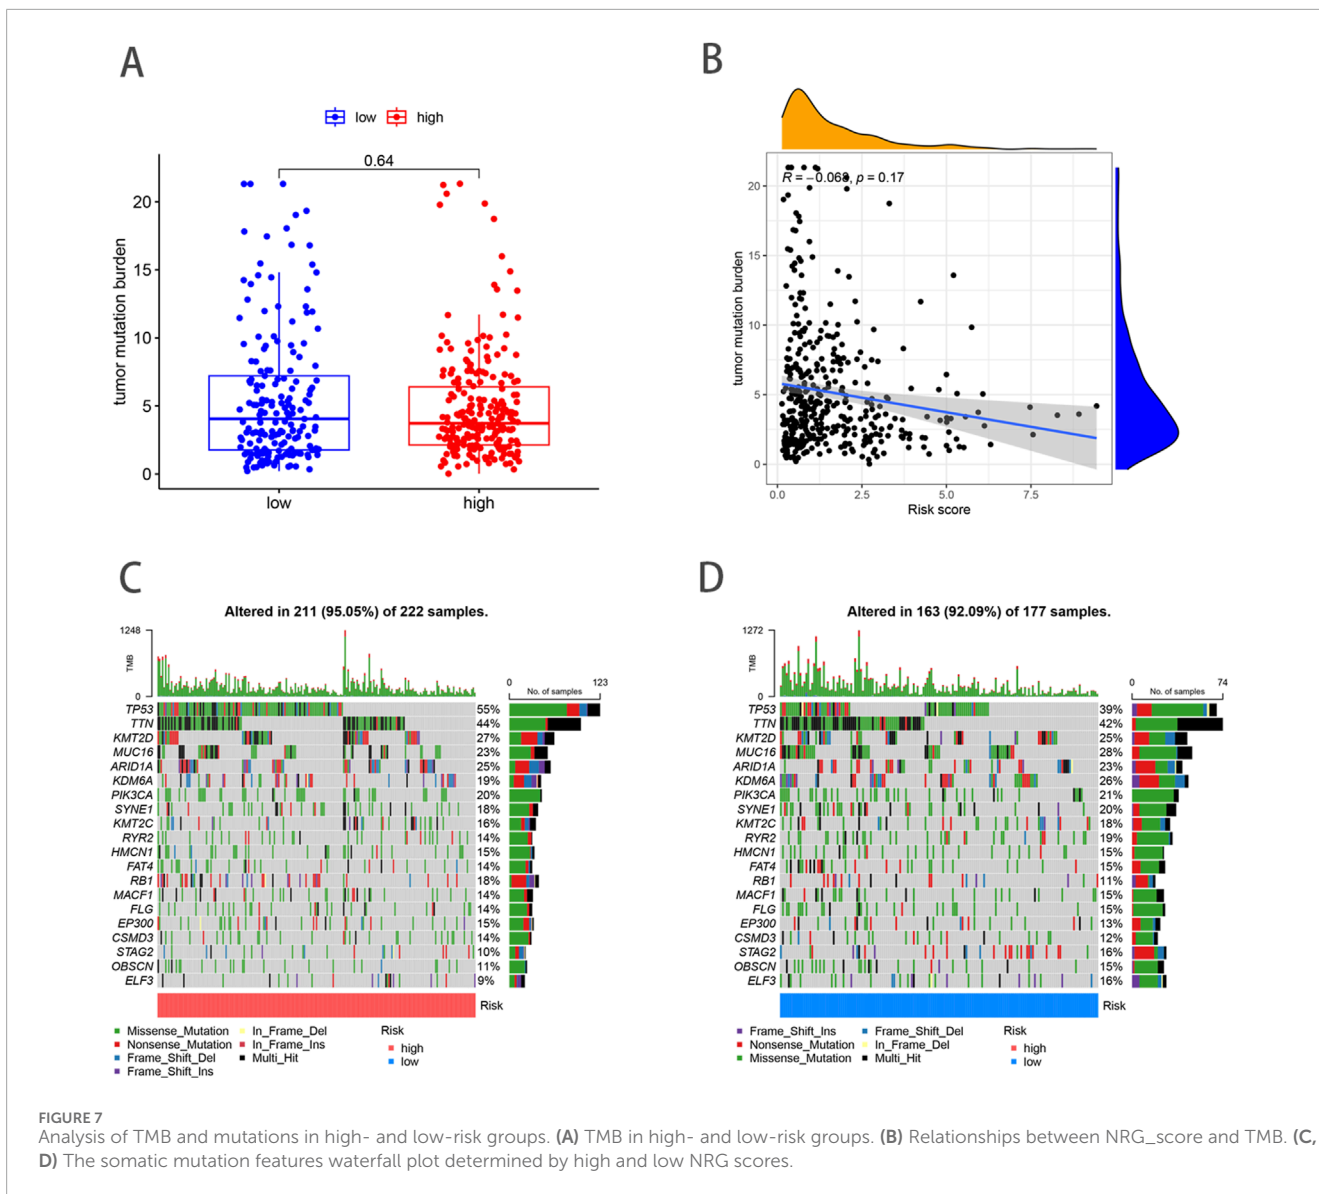 A
low high
0.64
tumor mutation burden
20
15
10
5
0
low high
B
R = −0.068, p = 0.17
tumor mutation burden
20
15
10
5
0
0.0 2.5 5.0 7.5
Risk score
C
Altered in 211 (95.05%) of 222 samples.
1248
TMB
0
0 123
No. of samples
TP53 55%
TTN 44%
KMT2D 27%
MUC16 23%
ARID1A 25%
KDM6A 19%
PIK3CA 20%
SYNE1 18%
KMT2C 16%
RYR2 14%
HMCN1 15%
FAT4 14%
RB1 18%
MACF1 14%
FLG 14%
EP300 15%
CSMD3 14%
STAG2 10%
OBSCN 11%
ELF3 9%
Risk
Missense_Mutation In_Frame_Del Risk
Nonsense_Mutation In_Frame_Ins high
Frame_Shift_Del Multi_Hit low
Frame_Shift_Ins
D
Altered in 163 (92.09%) of 177 samples.
1272
TMB
0
0 74
No. of samples
TP53 39%
TTN 42%
KMT2D 25%
MUC16 28%
ARID1A 23%
KDM6A 26%
PIK3CA 21%
SYNE1 20%
KMT2C 18%
RYR2 19%
HMCN1 15%
FAT4 15%
RB1 11%
MACF1 15%
FLG 15%
EP300 13%
CSMD3 12%
STAG2 16%
OBSCN 15%
ELF3 16%
Risk
Frame_Shift_Ins Frame_Shift_Del Risk
Nonsense_Mutation In_Frame_Del high
Missense_Mutation Multi_Hit low
FIGURE 7
Analysis of TMB and mutations in high- and low-risk groups. (A) TMB in high- and low-risk groups. (B) Relationships between NRG_score and TMB. (C,
D) The somatic mutation features waterfall plot determined by high and low NRG scores.